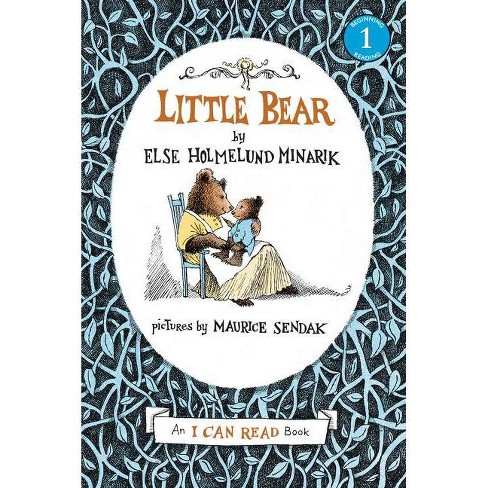 BEGINNING
1
READING
LITTLE BEAR
by
ELSE HOLMELUND MINARIK
pictures by MAURICE SENDAK
An I CAN READ Book